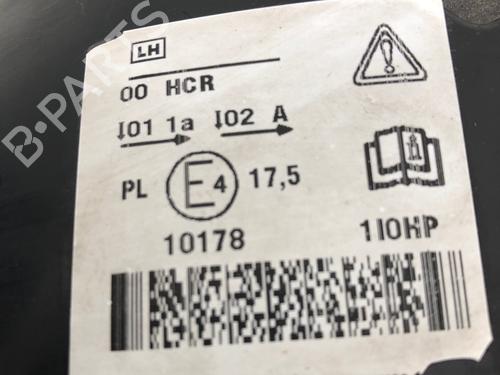 LH
00 HCR
I01 1a I02 A
PL E4 17,5
10178
1I0HP
B-PARTS